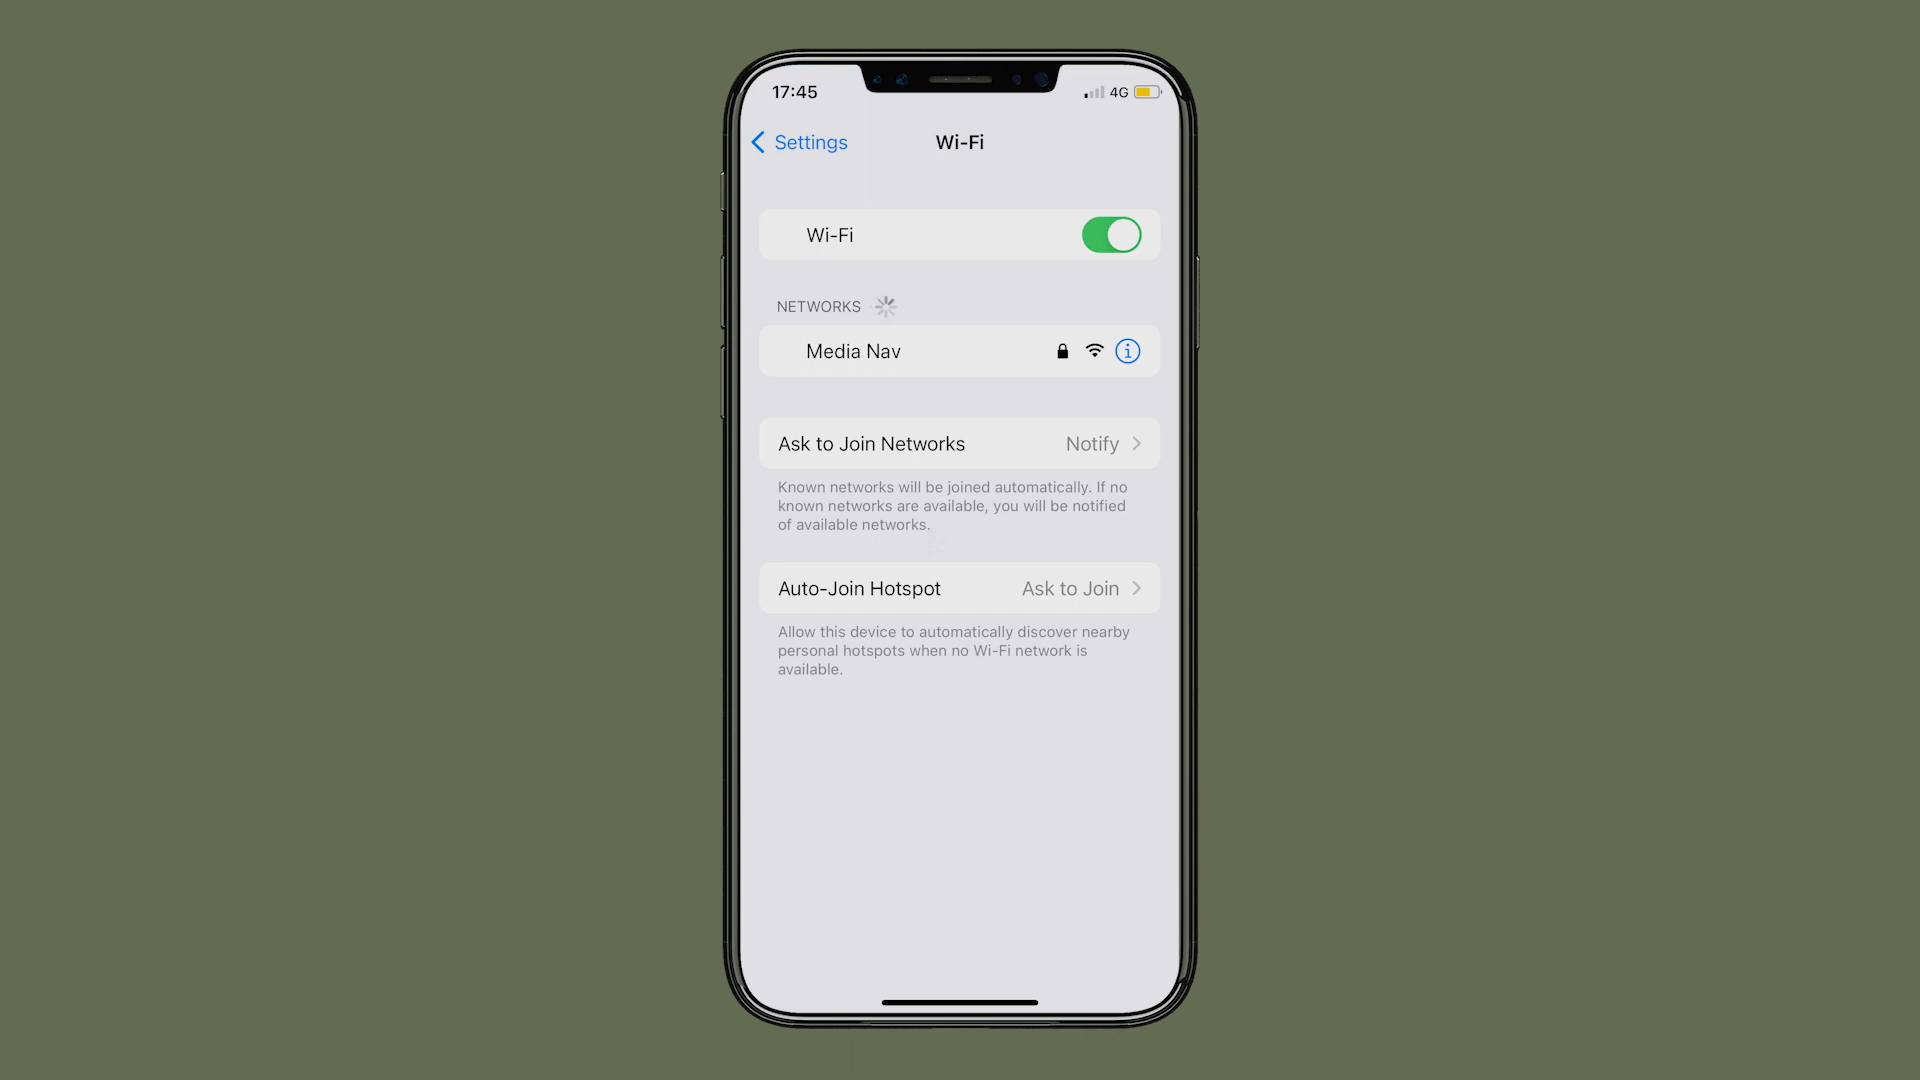 17:45
4G
Settings
Wi-Fi
Wi-Fi
NETWORKS
Media Nav
Ask to Join Networks
Notify
Known networks will be joined automatically. If no
known networks are available, you will be notified
of available networks.
Auto-Join Hotspot
Ask to Join
Allow this device to automatically discover nearby
personal hotspots when no Wi-Fi network is
available.